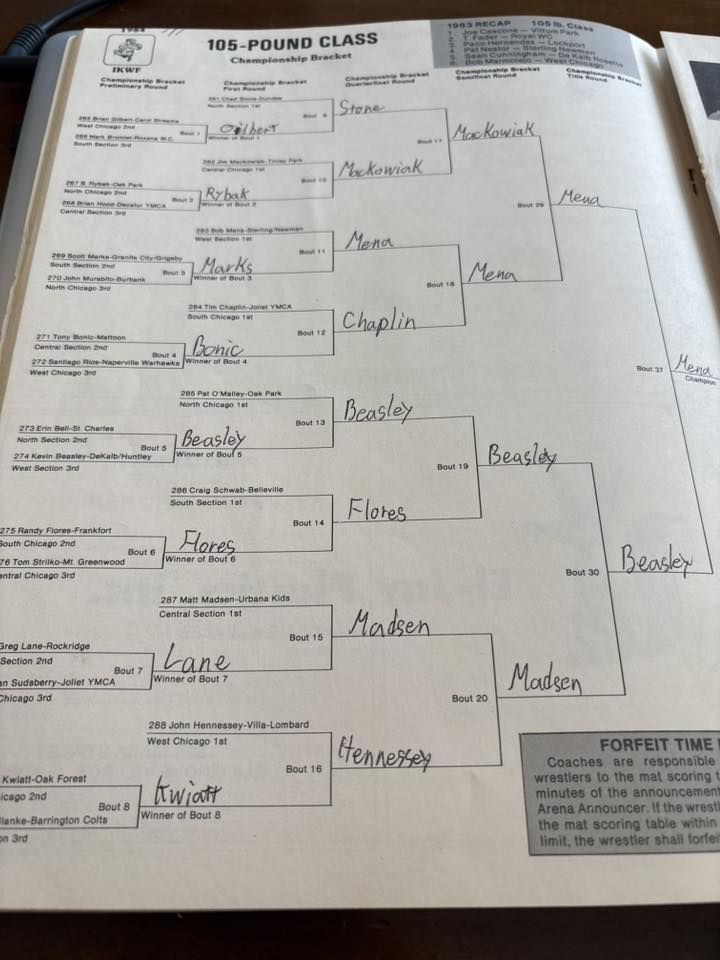 1984
IKWF
105-POUND CLASS
Championship Bracket
1983 RECAP 105 lb. Class
1. Joe Cascone — Vittum Park
2. T. Fader — Royal WC
3. Paco Hernandez — Lockport
4. Pat Nestor — Sterling Newman
5. Sean Cunningham — De Kalb Rosette
6. Bob Marmolejo — West Chicago
Championship Bracket
Preliminary Round
Championship Bracket
First Round
Championship Bracket
Quarterfinal Round
Championship Bracket
Semifinal Round
Championship Bracket
Title Round
281 Chad Stone-Dundee
North Section 1st
Bout 9
Stone
265 Brian Gilbert-Carol Streams
West Chicago 2nd
Bout 1
Gilbert
Winner of Bout 1
266 Mark Bromlet-Roxana W.C.
South Section 3rd
Bout 17
Mackowiak
282 Jim Mackowiak-Tinley Park
Central Chicago 1st
Bout 10
Mackowiak
267 B. Rybak-Oak Park
North Chicago 2nd
Bout 2
Rybak
Winner of Bout 2
268 Brian Hood-Decatur YMCA
Central Section 3rd
Bout 29
Mena
283 Bob Mena-Sterling/Newman
West Section 1st
Bout 11
Mena
269 Scott Marks-Granite City/Grigsby
South Section 2nd
Bout 3
Marks
Winner of Bout 3
270 John Murabito-Burbank
North Chicago 3rd
Bout 18
Mena
284 Tim Chaplin-Joliet YMCA
South Chicago 1st
Bout 12
Chaplin
271 Tony Bonic-Mattoon
Central Section 2nd
Bout 4
Bonic
Winner of Bout 4
272 Santiago Rios-Naperville Warhawks
West Chicago 3rd
Bout 37
Mena
Champion
285 Pat O'Malley-Oak Park
North Chicago 1st
Bout 13
Beasley
273 Erin Bell-St. Charles
North Section 2nd
Bout 5
Beasley
Winner of Bout 5
274 Kevin Beasley-DeKalb/Huntley
West Section 3rd
Bout 19
Beasley
286 Craig Schwab-Belleville
South Section 1st
Bout 14
Flores
275 Randy Flores-Frankfort
South Chicago 2nd
Bout 6
Flores
Winner of Bout 6
76 Tom Strilko-Mt. Greenwood
entral Chicago 3rd
Bout 30
Beasley
287 Matt Madsen-Urbana Kids
Central Section 1st
Bout 15
Madsen
Greg Lane-Rockridge
Section 2nd
Bout 7
Lane
Winner of Bout 7
an Sudsberry-Joliet YMCA
Chicago 3rd
Bout 20
Madsen
288 John Hennessey-Villa-Lombard
West Chicago 1st
Bout 16
Hennessey
Kwiatt-Oak Forest
icago 2nd
Bout 8
Kwiatt
Winner of Bout 8
lanke-Barrington Colts
on 3rd
FORFEIT TIME
Coaches are responsible
wrestlers to the mat scoring t
minutes of the announcement
Arena Announcer. If the wrestl
the mat scoring table within
limit, the wrestler shall forfei